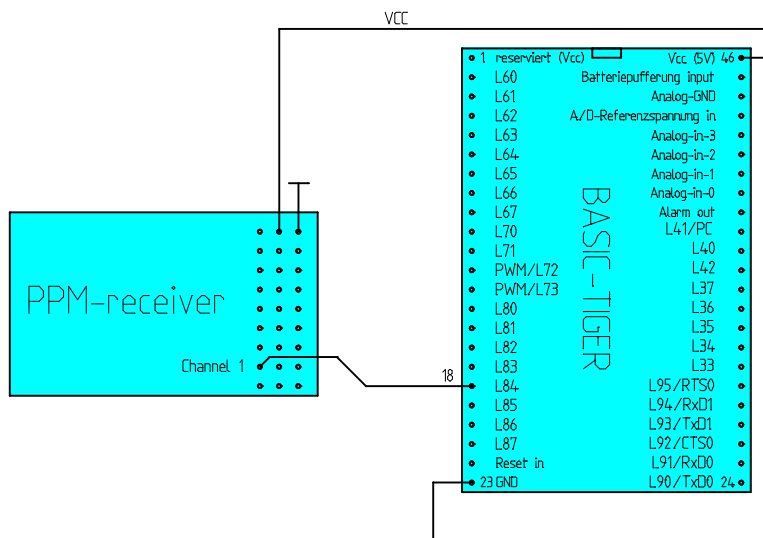 VCC
1 reserviert (Vcc)
Vcc (5V) 46
L60
Batteriepufferung input
L61
Analog-GND
L62
A/D-Referenzspannung in
L63
Analog-in-3
L64
Analog-in-2
L65
Analog-in-1
L66
Analog-in-0
L67
Alarm out
L70
L41/PC
L71
L40
PWM/L72
L42
PWM/L73
L37
L80
L36
L81
L35
L82
L34
L83
L33
L84
L95/RTS0
L85
L94/RxD1
L86
L93/TxD1
L87
L92/CTS0
Reset in
L91/RxD0
23 GND
L90/TxD0 24
BASIC-TIGER
PPM-receiver
Channel 1
18